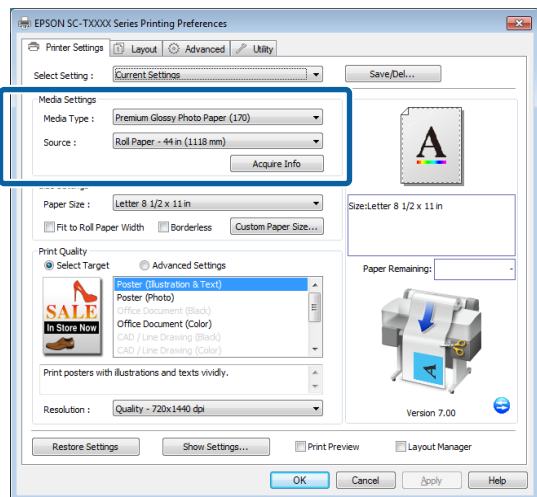 EPSON SC-TXXXX Series Printing Preferences
Printer Settings Layout Advanced Utility
Select Setting : Current Settings Save/Del...
Media Settings
Media Type : Premium Glossy Photo Paper (170)
Source : Roll Paper - 44 in (1118 mm)
Acquire Info
A
Paper Size : Letter 8 1/2 x 11 in
Size:Letter 8 1/2 x 11 in
Fit to Roll Paper Width Borderless Custom Paper Size...
Print Quality
Select Target Advanced Settings
Paper Remaining: -
SALE
In Store Now
Poster (Illustration & Text)
Poster (Photo)
Office Document (Black)
Office Document (Color)
CAD / Line Drawing (Black)
CAD / Line Drawing (Color)
A
Print posters with illustrations and texts vividly.
Resolution : Quality - 720x1440 dpi
Version 7.00
Restore Settings Show Settings... Print Preview Layout Manager
OK Cancel Apply Help